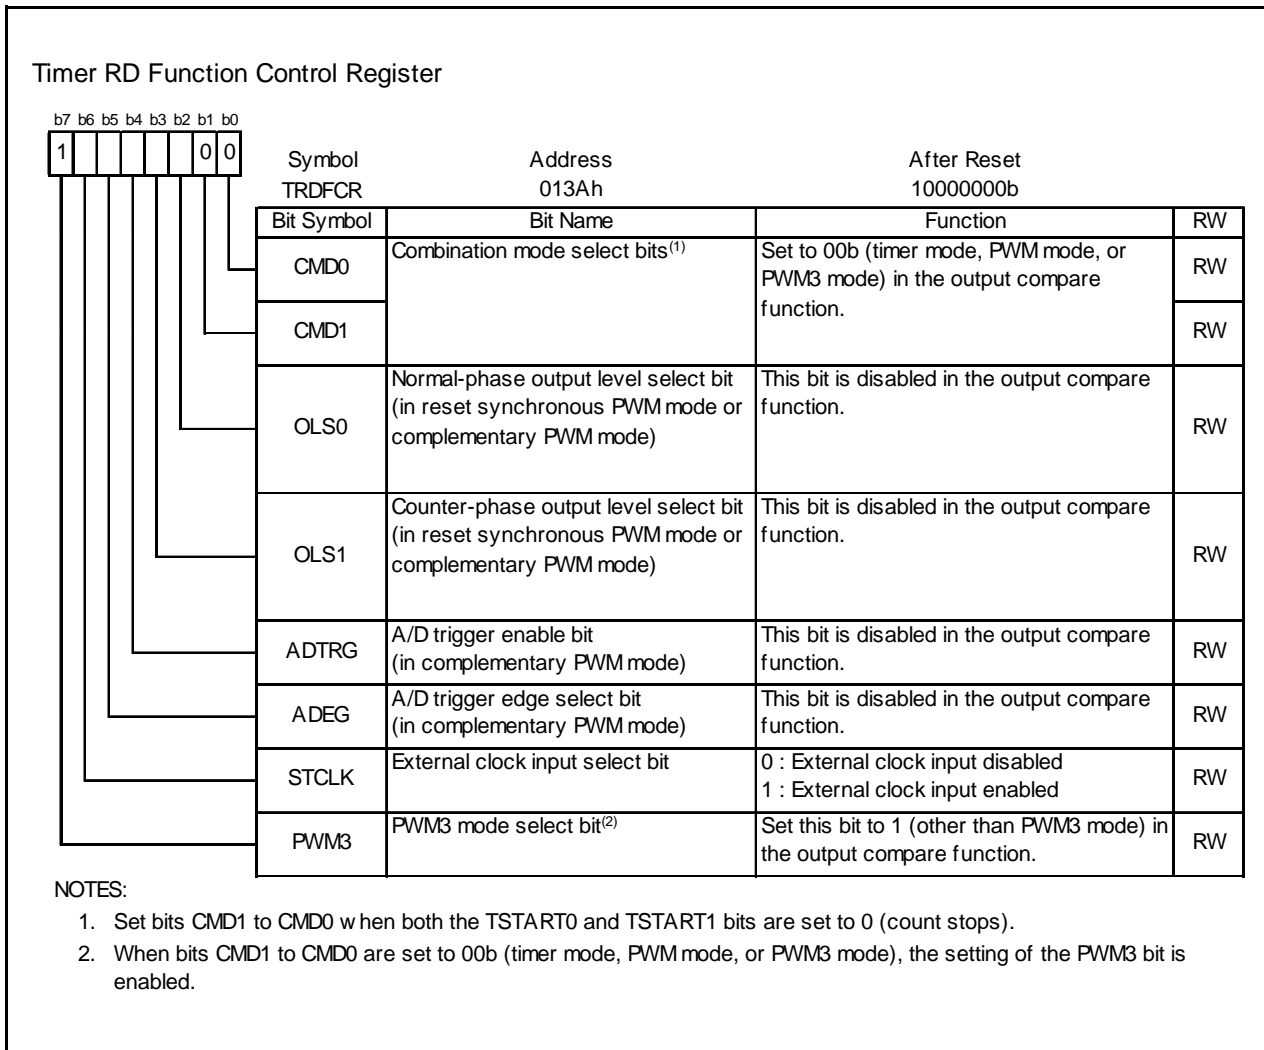 Timer RD Function Control Register
b7 b6 b5 b4 b3 b2 b1 b0
1 0 0
Symbol Address After Reset
TRDFCR 013Ah 10000000b
Bit Symbol Bit Name Function RW
CMD0 Combination mode select bits(1) Set to 00b (timer mode, PWM mode, or PWM3 mode) in the output compare function. RW
CMD1 RW
OLS0 Normal-phase output level select bit (in reset synchronous PWM mode or complementary PWM mode) This bit is disabled in the output compare function. RW
OLS1 Counter-phase output level select bit (in reset synchronous PWM mode or complementary PWM mode) This bit is disabled in the output compare function. RW
ADTRG A/D trigger enable bit (in complementary PWM mode) This bit is disabled in the output compare function. RW
ADEG A/D trigger edge select bit (in complementary PWM mode) This bit is disabled in the output compare function. RW
STCLK External clock input select bit 0 : External clock input disabled 1 : External clock input enabled RW
PWM3 PWM3 mode select bit(2) Set this bit to 1 (other than PWM3 mode) in the output compare function. RW
NOTES:
1. Set bits CMD1 to CMD0 when both the TSTART0 and TSTART1 bits are set to 0 (count stops).
2. When bits CMD1 to CMD0 are set to 00b (timer mode, PWM mode, or PWM3 mode), the setting of the PWM3 bit is
enabled.